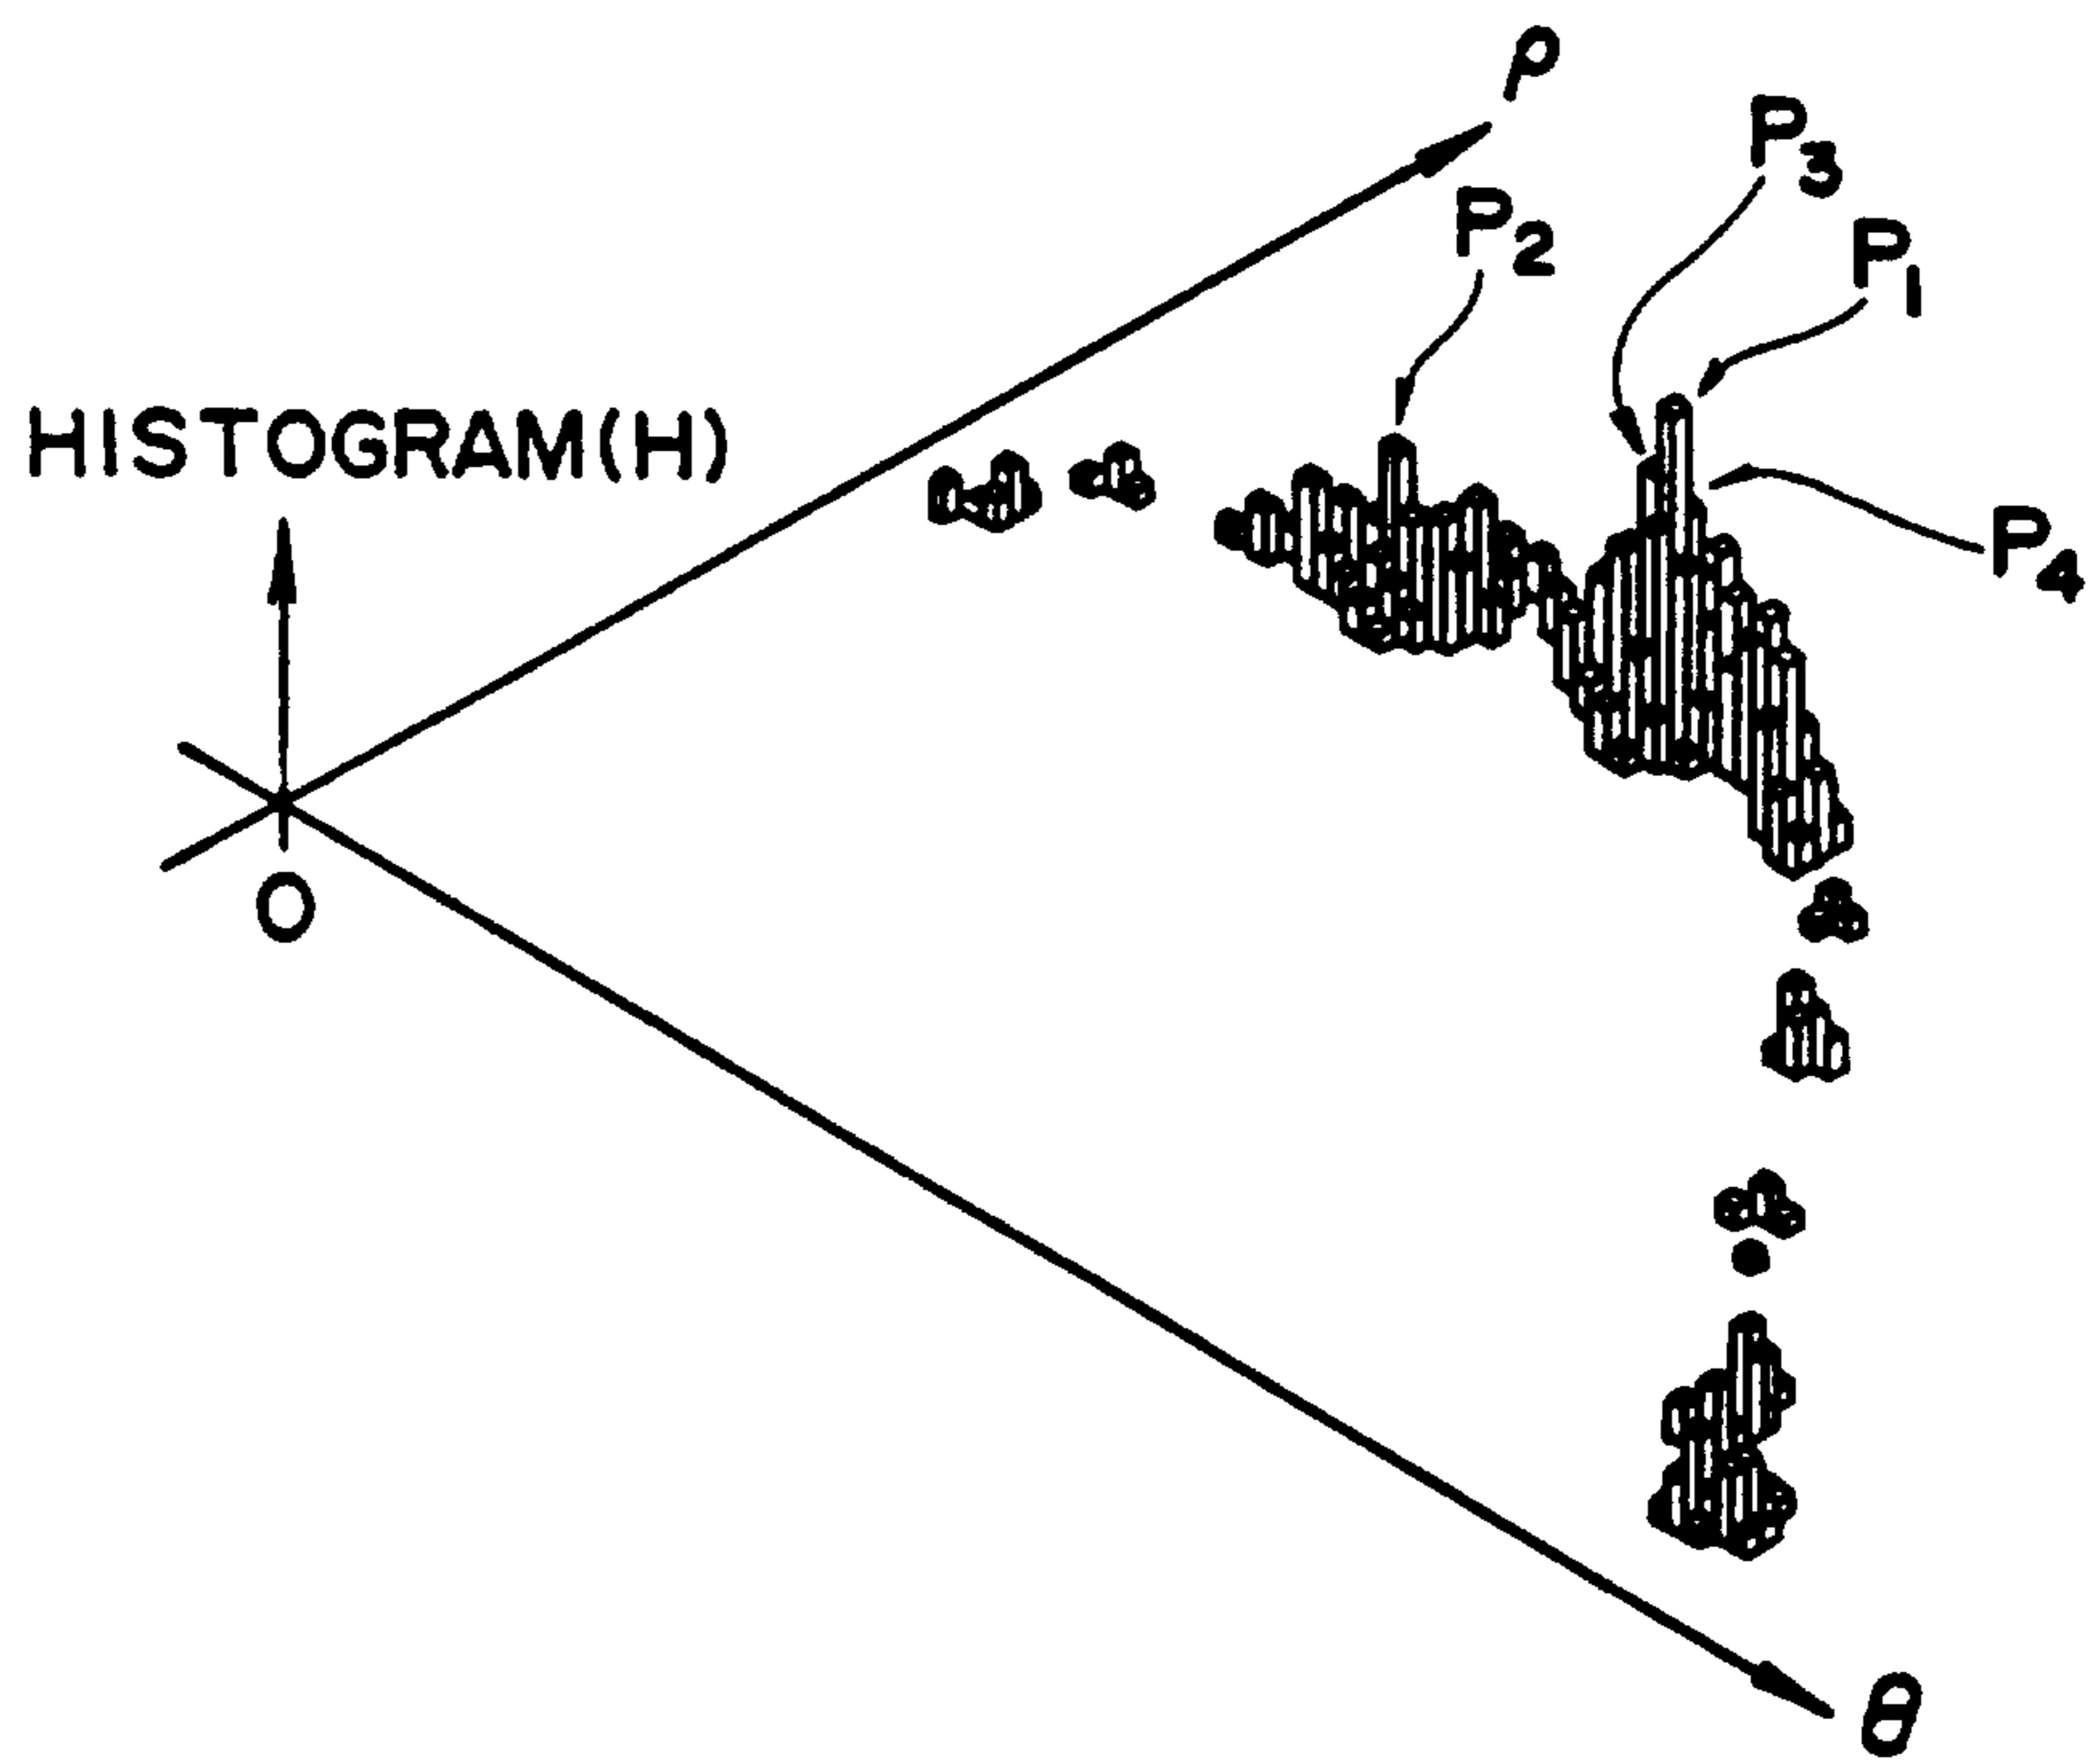 ρ
P3
P2
P1
HISTOGRAM(H)
P4
O
θ